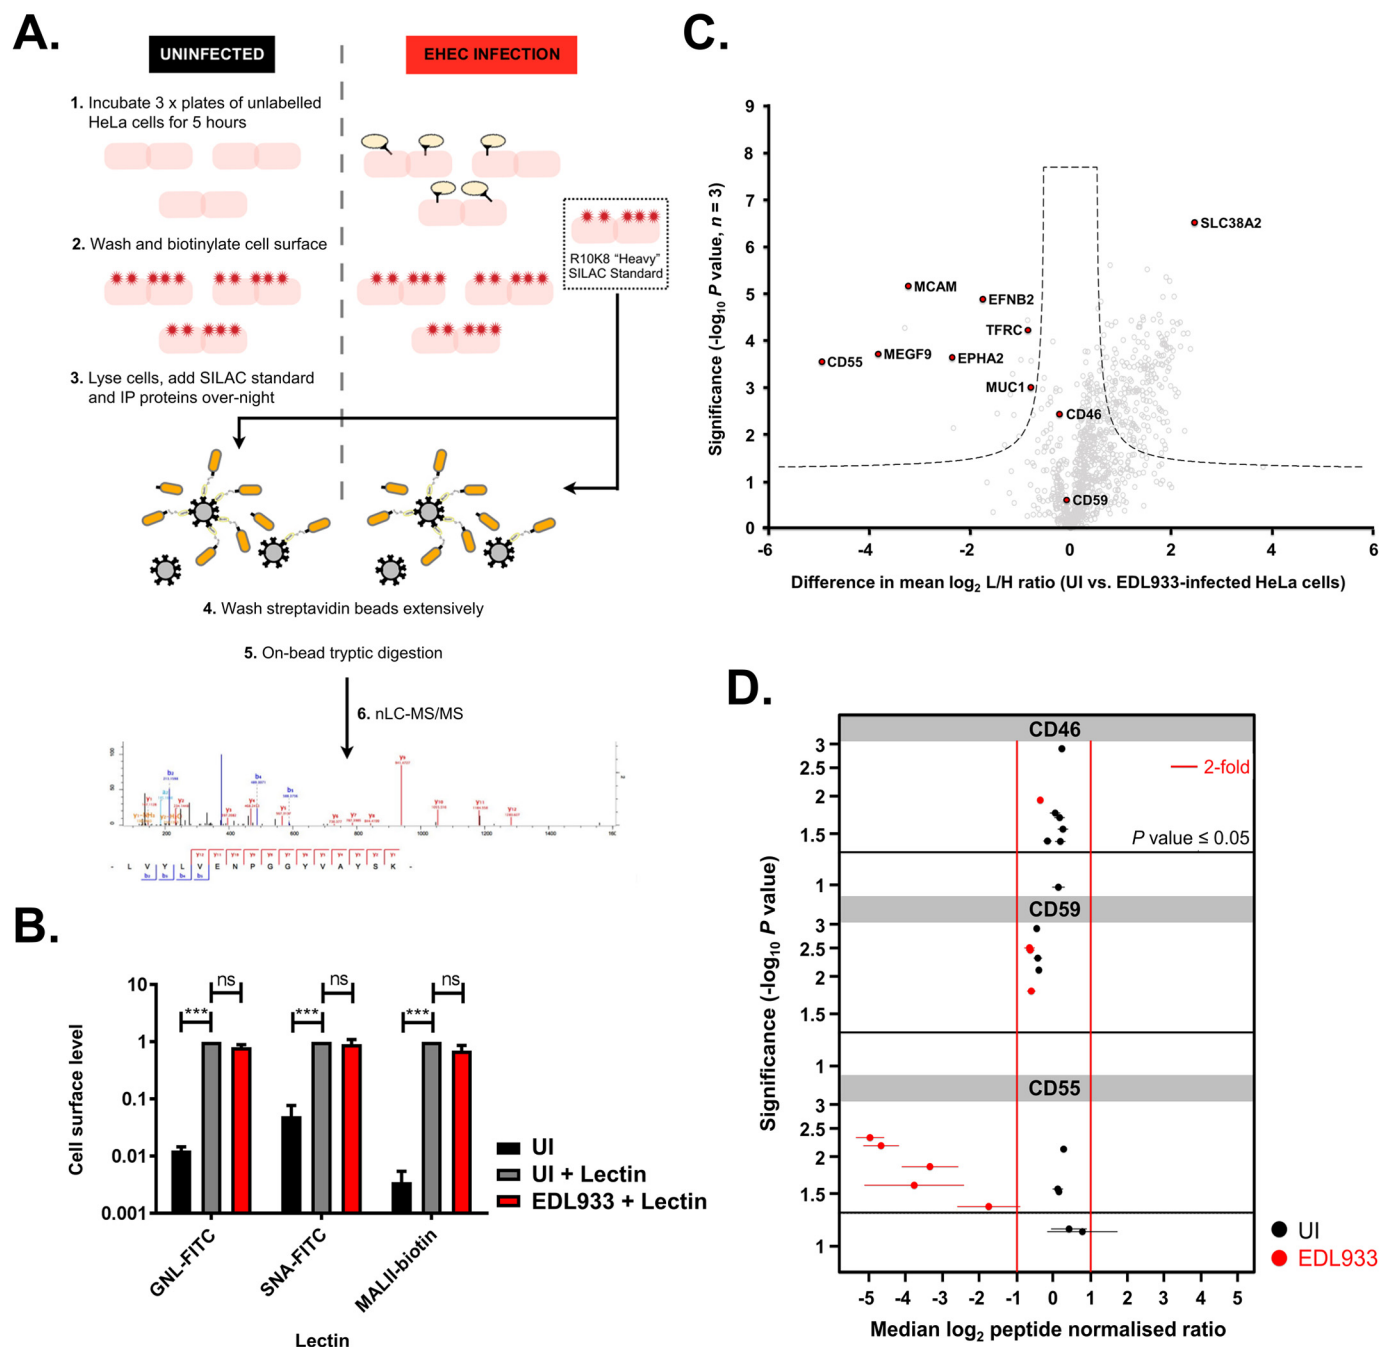 A.
UNINFECTED
EHEC INFECTION
1. Incubate 3 x plates of unlabelled
HeLa cells for 5 hours
2. Wash and biotinylate cell surface
R10K8 “Heavy”
SILAC Standard
3. Lyse cells, add SILAC standard
and IP proteins over-night
4. Wash streptavidin beads extensively
5. On-bead tryptic digestion
6. nLC-MS/MS
200
400
600
800
1000
1200
1400
- L V Y L V E N P G G Y V A Y S K -
B.
Cell surface level
10
1
0.1
0.01
0.001
*** ns
*** ns
*** ns
UI
UI + Lectin
EDL933 + Lectin
GNL-FITC
SNA-FITC
MALII-biotin
Lectin
C.
Significance (-log10 P value, n = 3)
9
8
7
6
5
4
3
2
1
0
SLC38A2
MCAM
EFNB2
TFRC
CD55
MEGF9
EPHA2
MUC1
CD46
CD59
-6 -4 -2 0 2 4 6
Difference in mean log2 L/H ratio (UI vs. EDL933-infected HeLa cells)
D.
Significance (-log10 P value)
CD46
3
2.5
2
1.5
1
2-fold
P value ≤ 0.05
CD59
3
2.5
2
1.5
1
CD55
3
2.5
2
1.5
1
UI
EDL933
-5 -4 -3 -2 -1 0 1 2 3 4 5
Median log2 peptide normalised ratio